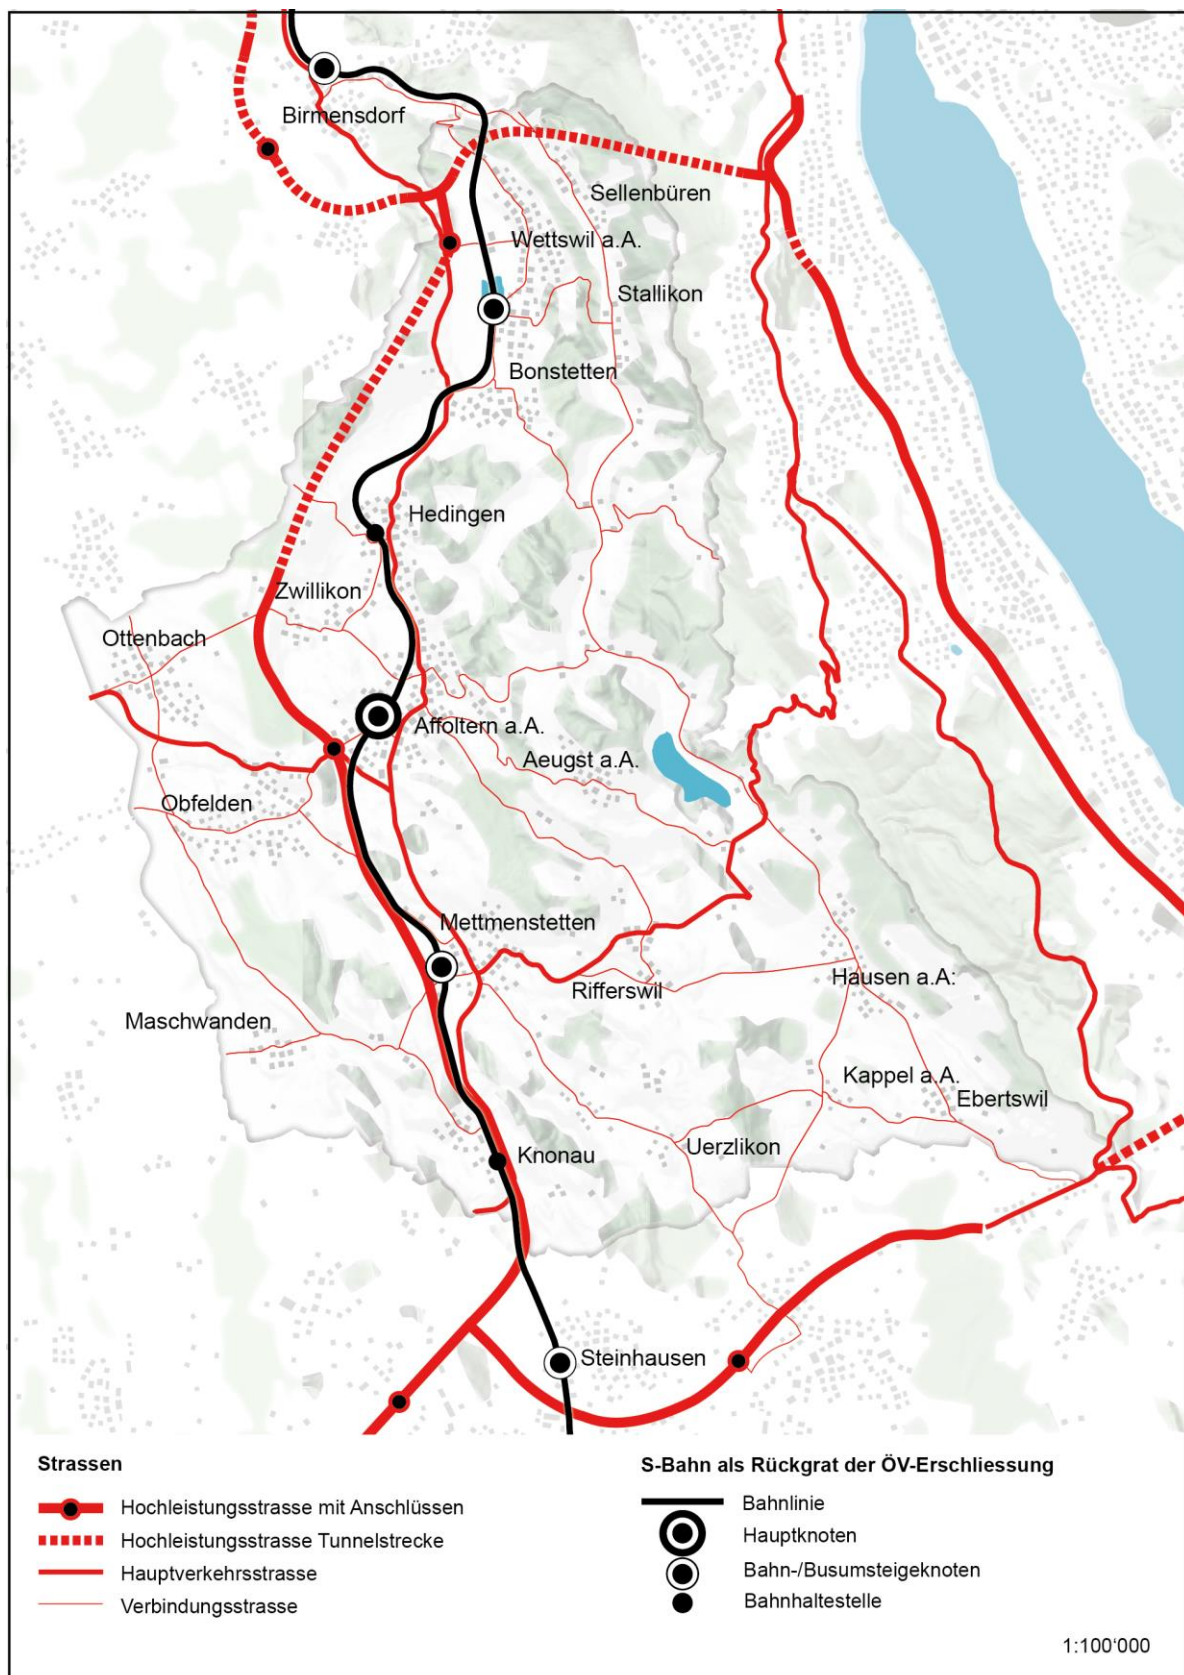 Birmensdorf
Sellenbüren
Wettswil a.A.
Stallikon
Bonstetten
Hedingen
Zwillikon
Ottenbach
Affoltern a.A.
Aeugst a.A.
Obfelden
Mettmenstetten
Rifferswil
Hausen a.A:
Maschwanden
Kappel a.A.
Ebertswil
Uerzlikon
Knonau
Steinhausen
Strassen
Hochleistungsstrasse mit Anschlüssen
Hochleistungsstrasse Tunnelstrecke
Hauptverkehrsstrasse
Verbindungsstrasse
S-Bahn als Rückgrat der ÖV-Erschliessung
Bahnlinie
Hauptknoten
Bahn-/Busumsteigeknoten
Bahnhaltestelle
1:100‘000